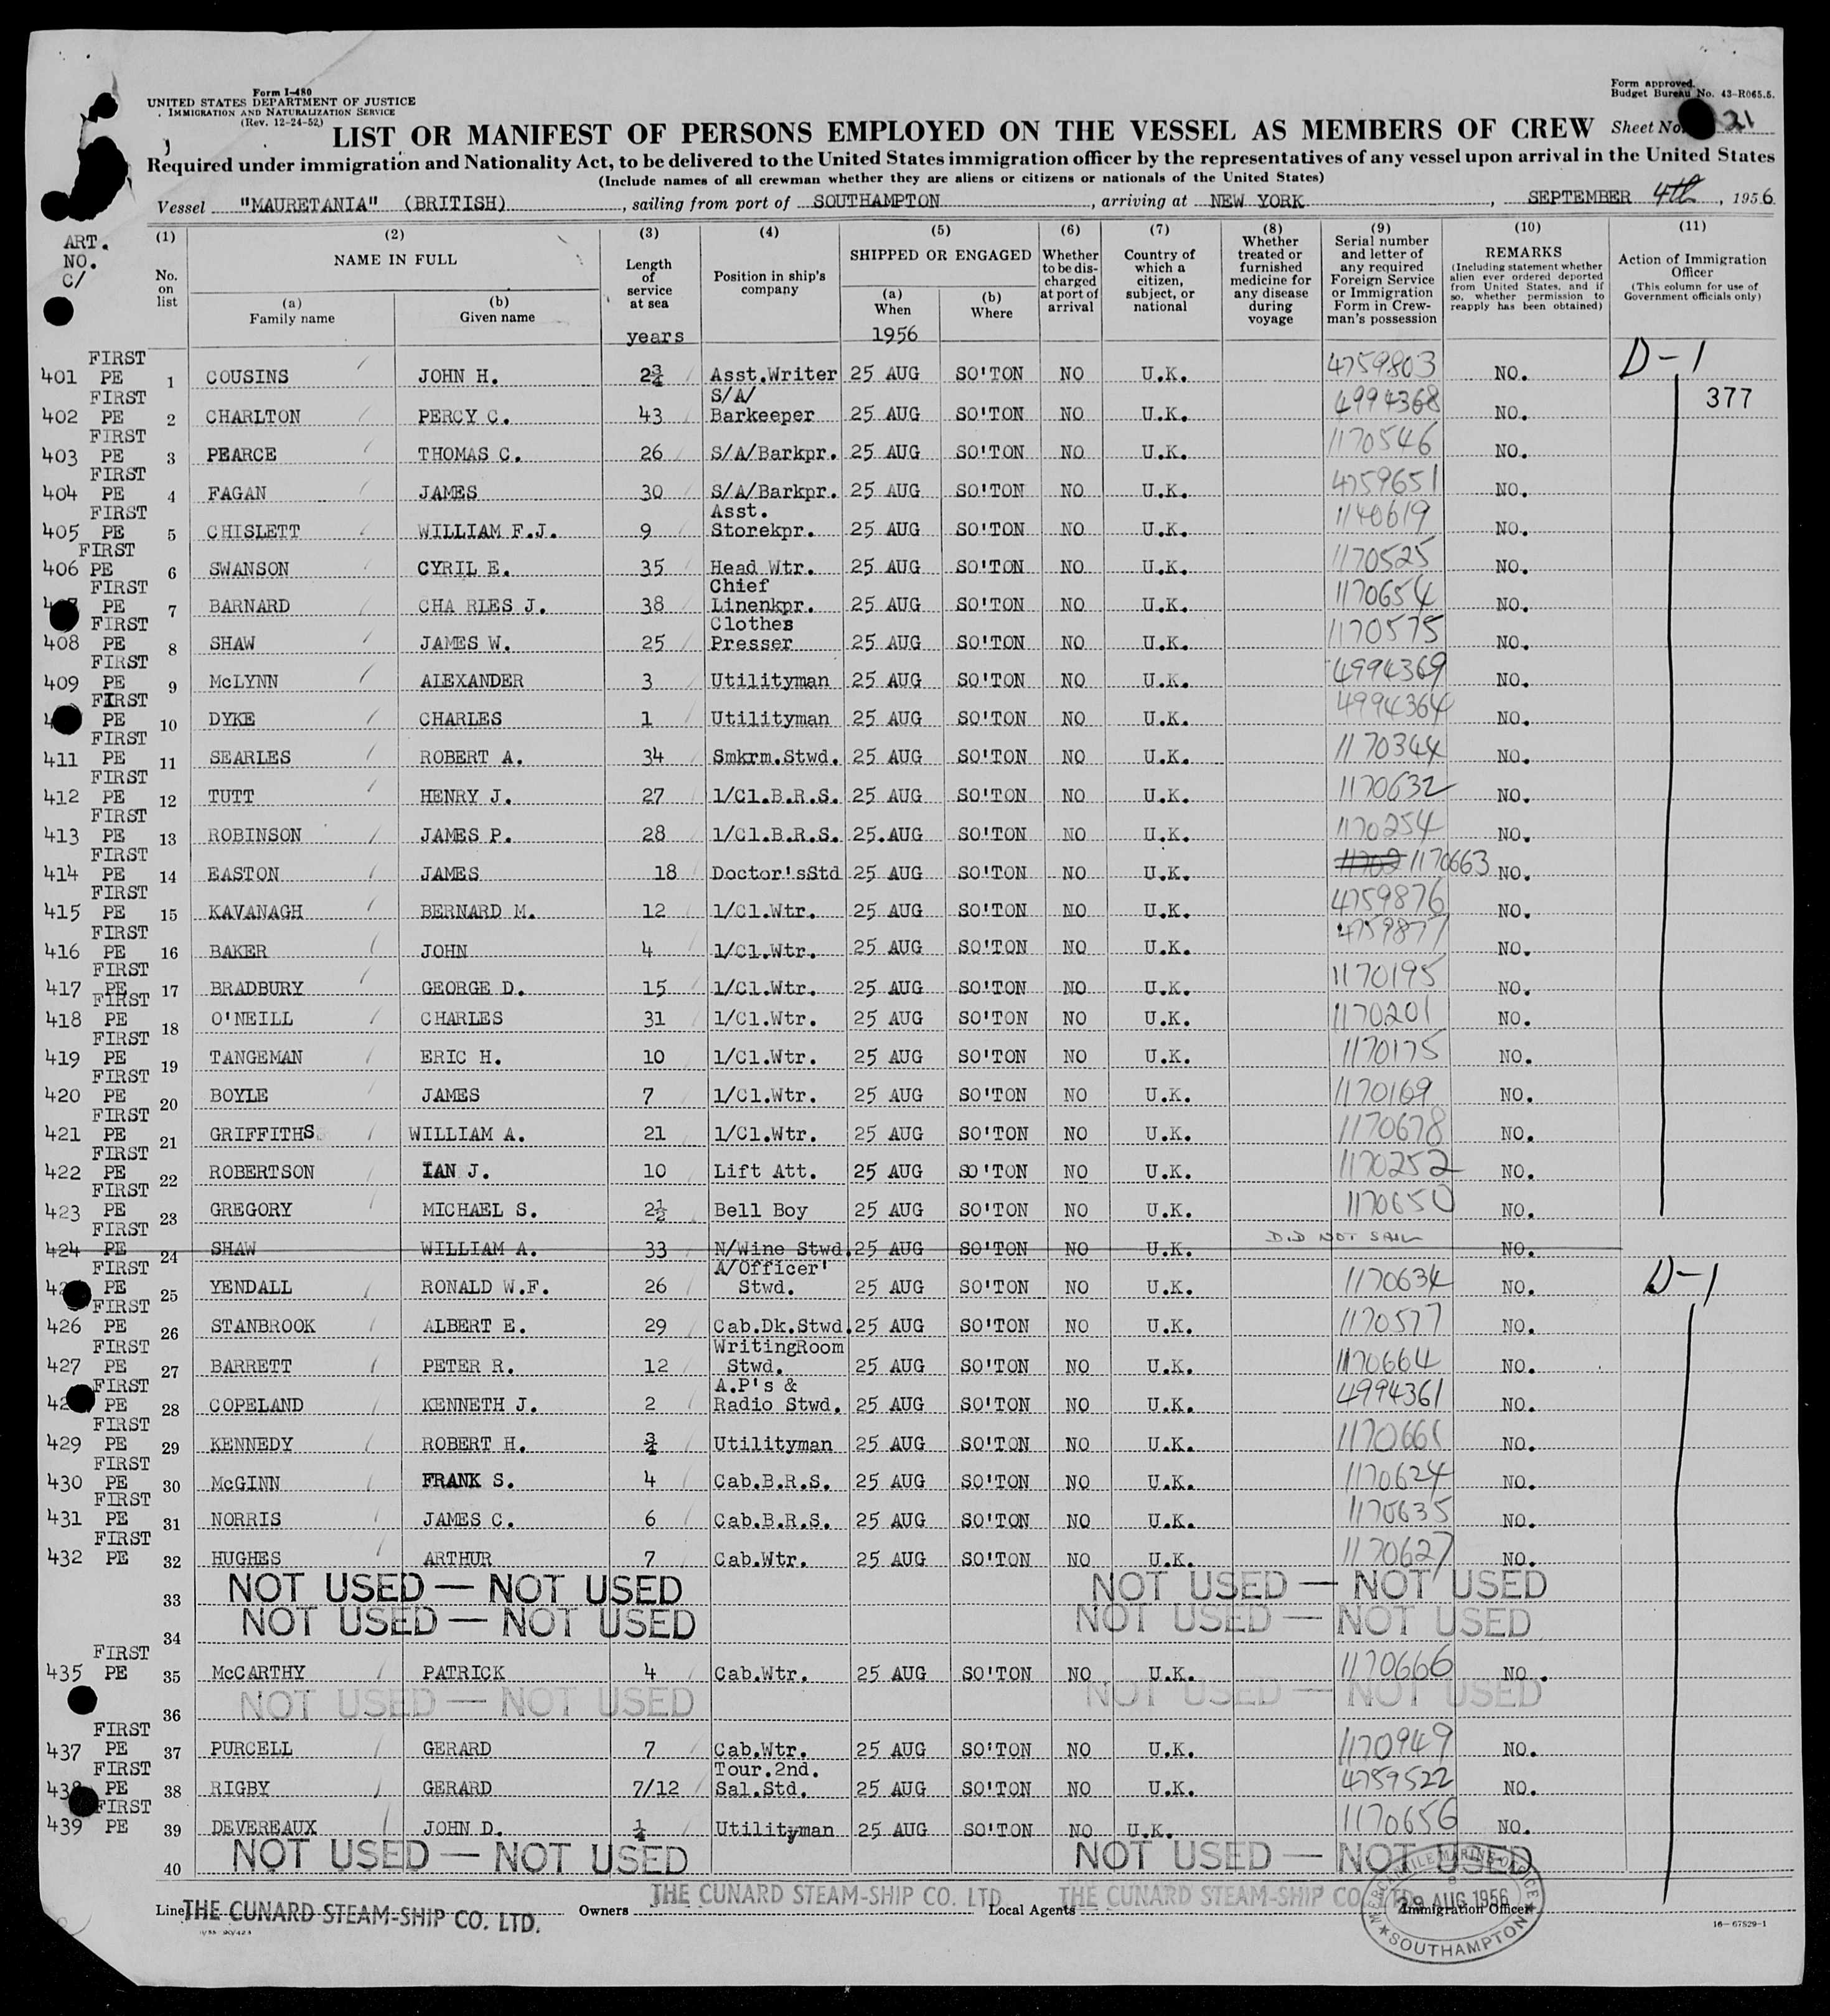 Form I-480
UNITED STATES DEPARTMENT OF JUSTICE
IMMIGRATION AND NATURALIZATION SERVICE
(Rev. 12-24-52)
Form approved.
Budget Bureau No. 43-R065.5.
LIST OR MANIFEST OF PERSONS EMPLOYED ON THE VESSEL AS MEMBERS OF CREW Sheet No. 21
Required under immigration and Nationality Act, to be delivered to the United States immigration officer by the representatives of any vessel upon arrival in the United States
(Include names of all crewman whether they are aliens or citizens or nationals of the United States)
Vessel "MAURETANIA" (BRITISH), sailing from port of SOUTHAMPTON, arriving at NEW YORK, SEPTEMBER 4th, 1956
ART. NO. C/
(1) No. on list
(2) NAME IN FULL (a) Family name (b) Given name
(3) Length of service at sea years
(4) Position in ship's company
(5) SHIPPED OR ENGAGED (a) When 1956 (b) Where
(6) Whether to be discharged at port of arrival
(7) Country of which a citizen, subject, or national
(8) Whether treated or furnished medicine for any disease during voyage
(9) Serial number and letter of any required Foreign Service or Immigration Form in Crewman's possession
(10) REMARKS (Including statement whether alien ever ordered deported from United States, and if so, whether permission to reapply has been obtained)
(11) Action of Immigration Officer (This column for use of Government officials only)
401 FIRST PE 1 COUSINS JOHN H. 2¾ Asst.Writer 25 AUG SO'TON NO U.K. 4759803 NO. D-1
402 FIRST PE 2 CHARLTON PERCY C. 43 S/A/ Barkeeper 25 AUG SO'TON NO U.K. 4994368 NO. 377
403 FIRST PE 3 PEARCE THOMAS C. 26 S/A/Barkpr. 25 AUG SO'TON NO U.K. 1170546 NO.
404 FIRST PE 4 FAGAN JAMES 30 S/A/Barkpr. 25 AUG SO'TON NO U.K. 4759651 NO.
405 FIRST PE 5 CHISLETT WILLIAM F.J. 9 Asst. Storekpr. 25 AUG SO'TON NO U.K. 1140619 NO.
406 FIRST PE 6 SWANSON CYRIL E. 35 Head Wtr. 25 AUG SO'TON NO U.K. 1170525 NO.
FIRST PE 7 BARNARD CHA RLES J. 38 Chief Linenkpr. 25 AUG SO'TON NO U.K. 1170654 NO.
408 FIRST PE 8 SHAW JAMES W. 25 Clothes Presser 25 AUG SO'TON NO U.K. 1170575 NO.
409 FIRST PE 9 McLYNN ALEXANDER 3 Utilityman 25 AUG SO'TON NO U.K. 4994369 NO.
FIRST PE 10 DYKE CHARLES 1 Utilityman 25 AUG SO'TON NO U.K. 4994364 NO.
411 FIRST PE 11 SEARLES ROBERT A. 34 Smkrm.Stwd. 25 AUG SO'TON NO U.K. 1170344 NO.
412 FIRST PE 12 TUTT HENRY J. 27 1/Cl.B.R.S. 25 AUG SO'TON NO U.K. 1170632 NO.
413 FIRST PE 13 ROBINSON JAMES P. 28 1/Cl.B.R.S. 25.AUG SO'TON NO U.K. 1170254 NO.
414 FIRST PE 14 EASTON JAMES 18 Doctor'sStd 25 AUG SO'TON NO U.K. 11702 1170663 NO.
415 FIRST PE 15 KAVANAGH BERNARD M. 12 1/Cl.Wtr. 25 AUG SO'TON NO U.K. 4759876 NO.
416 FIRST PE 16 BAKER JOHN 4 1/Cl.Wtr. 25 AUG SO'TON NO U.K. 4759877 NO.
417 FIRST PE 17 BRADBURY GEORGE D. 15 1/Cl.Wtr. 25 AUG SO'TON NO U.K. 1170195 NO.
418 FIRST PE 18 O'NEILL CHARLES 31 1/Cl.Wtr. 25 AUG SO'TON NO U.K. 1170201 NO.
419 FIRST PE 19 TANGEMAN ERIC H. 10 1/Cl.Wtr. 25 AUG SO'TON NO U.K. 1170175 NO.
420 FIRST PE 20 BOYLE JAMES 7 1/Cl.Wtr. 25 AUG SO'TON NO U.K. 1170169 NO.
421 FIRST PE 21 GRIFFITHS WILLIAM A. 21 1/Cl.Wtr. 25 AUG SO'TON NO U.K. 1170678 NO.
422 FIRST PE 22 ROBERTSON IAN J. 10 Lift Att. 25 AUG SO'TON NO U.K. 1170252 NO.
423 FIRST PE 23 GREGORY MICHAEL S. 2½ Bell Boy 25 AUG SO'TON NO U.K. 1170650 NO.
424 FIRST PE 24 SHAW WILLIAM A. 33 N/Wine Stwd. 25 AUG SO'TON NO U.K. DID NOT SAIL NO.
FIRST PE 25 YENDALL RONALD W.F. 26 A/Officer' Stwd. 25 AUG SO'TON NO U.K. 1170634 NO. D-1
426 FIRST PE 26 STANBROOK ALBERT E. 29 Cab.Dk.Stwd. 25 AUG SO'TON NO U.K. 1170577 NO.
427 FIRST PE 27 BARRETT PETER R. 12 WritingRoom Stwd. 25 AUG SO'TON NO U.K. 1170664 NO.
FIRST PE 28 COPELAND KENNETH J. 2 A.P's & Radio Stwd. 25 AUG SO'TON NO U.K. 4994361 NO.
429 FIRST PE 29 KENNEDY ROBERT H. ¾ Utilityman 25 AUG SO'TON NO U.K. 1170661 NO.
430 FIRST PE 30 McGINN FRANK S. 4 Cab.B.R.S. 25 AUG SO'TON NO U.K. 1170624 NO.
431 FIRST PE 31 NORRIS JAMES C. 6 Cab.B.R.S. 25 AUG SO'TON NO U.K. 1170635 NO.
432 FIRST PE 32 HUGHES ARTHUR 7 Cab.Wtr. 25 AUG SO'TON NO U.K. 1170627 NO.
33 NOT USED — NOT USED NOT USED — NOT USED
34 NOT USED — NOT USED NOT USED — NOT USED
435 FIRST PE 35 McCARTHY PATRICK 4 Cab.Wtr. 25 AUG SO'TON NO U.K. 1170666 NO.
36 NOT USED — NOT USED NOT USED — NOT USED
437 FIRST PE 37 PURCELL GERARD 7 Cab.Wtr. 25 AUG SO'TON NO U.K. 1170949 NO.
438 FIRST PE 38 RIGBY GERARD 7/12 Tour.2nd. Sal.Std. 25 AUG SO'TON NO U.K. 4759522 NO.
439 FIRST PE 39 DEVEREAUX JOHN D. ¼ Utilityman 25 AUG SO'TON NO U.K. 1170656 NO.
40 NOT USED — NOT USED NOT USED — NOT USED
Line THE CUNARD STEAM-SHIP CO. LTD. Owners THE CUNARD STEAM-SHIP CO. LTD Local Agents THE CUNARD STEAM-SHIP CO. LTD. Immigration Officer
MERCANTILE MARINE OFFICE
29 AUG 1956
SOUTHAMPTON
16—67529-1